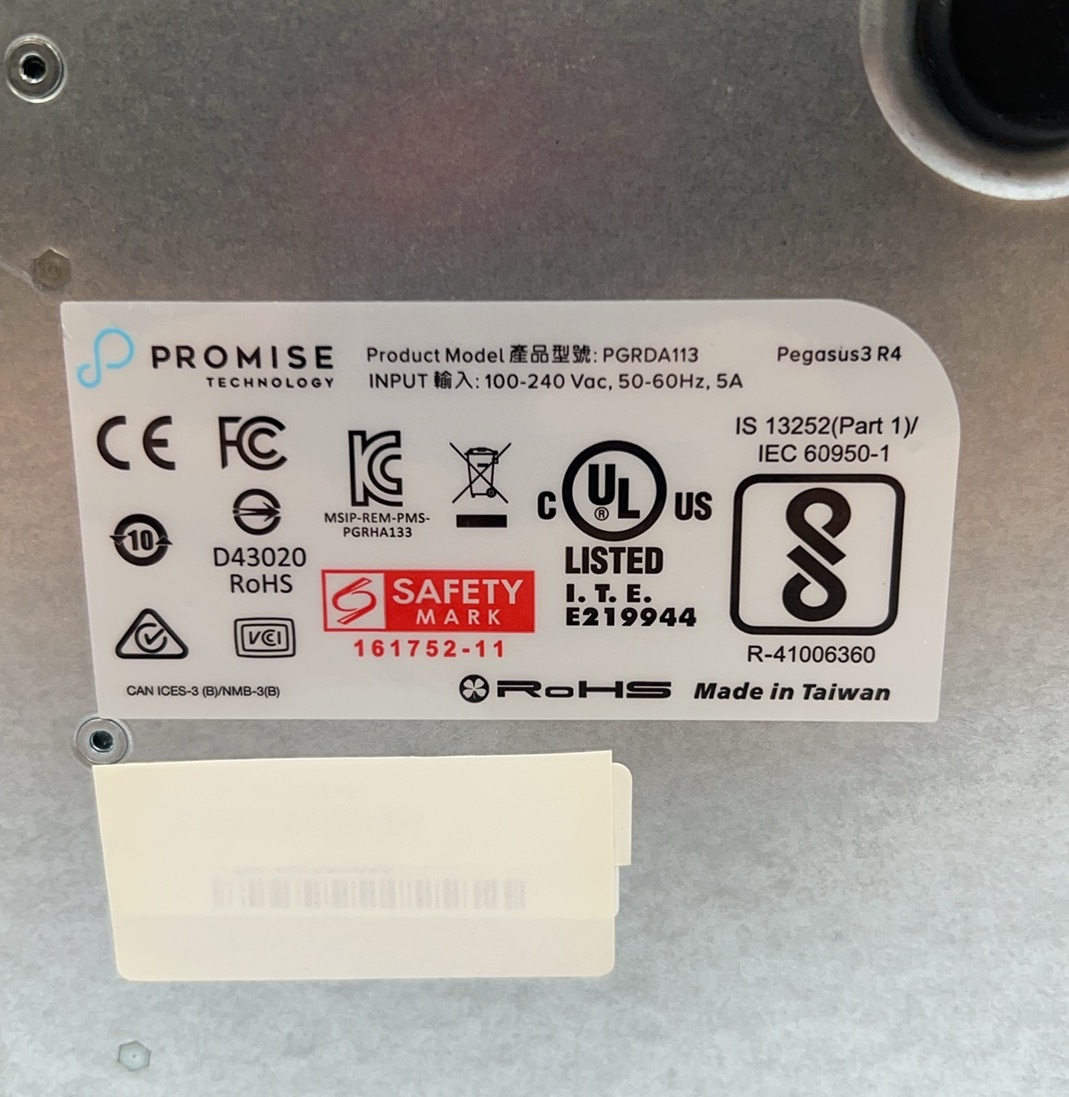 PROMISE
TECHNOLOGY
Product Model 產品型號: PGRDA113
Pegasus3 R4
INPUT 輸入: 100-240 Vac, 50-60Hz, 5A
CE
FC
KC
MSIP-REM-PMS-
PGRHA133
10
D43020
RoHS
VCCI
SAFETY
MARK
161752-11
C UL® US
LISTED
I. T. E.
E219944
IS 13252(Part 1)/
IEC 60950-1
R-41006360
CAN ICES-3 (B)/NMB-3(B)
RoHS
Made in Taiwan